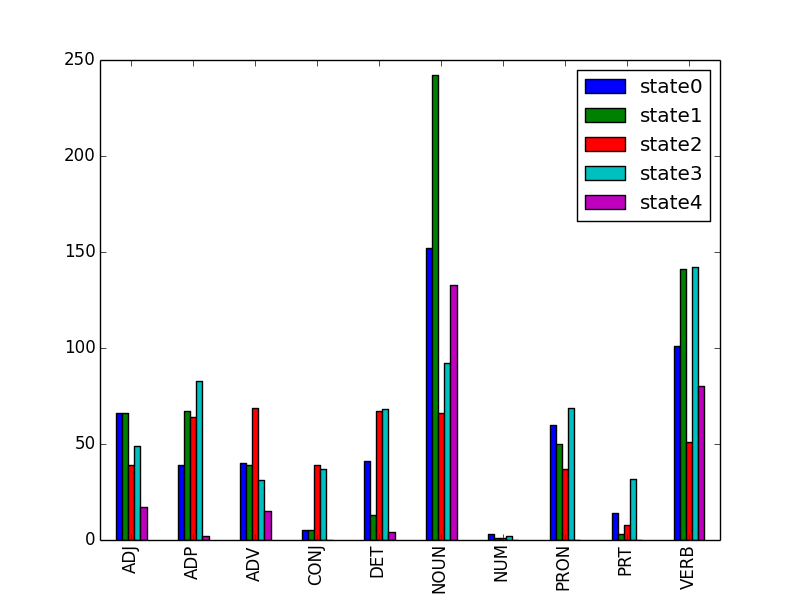 250
200
150
100
50
0
state0
state1
state2
state3
state4
ADJ
ADP
ADV
CONJ
DET
NOUN
NUM
PRON
PRT
VERB